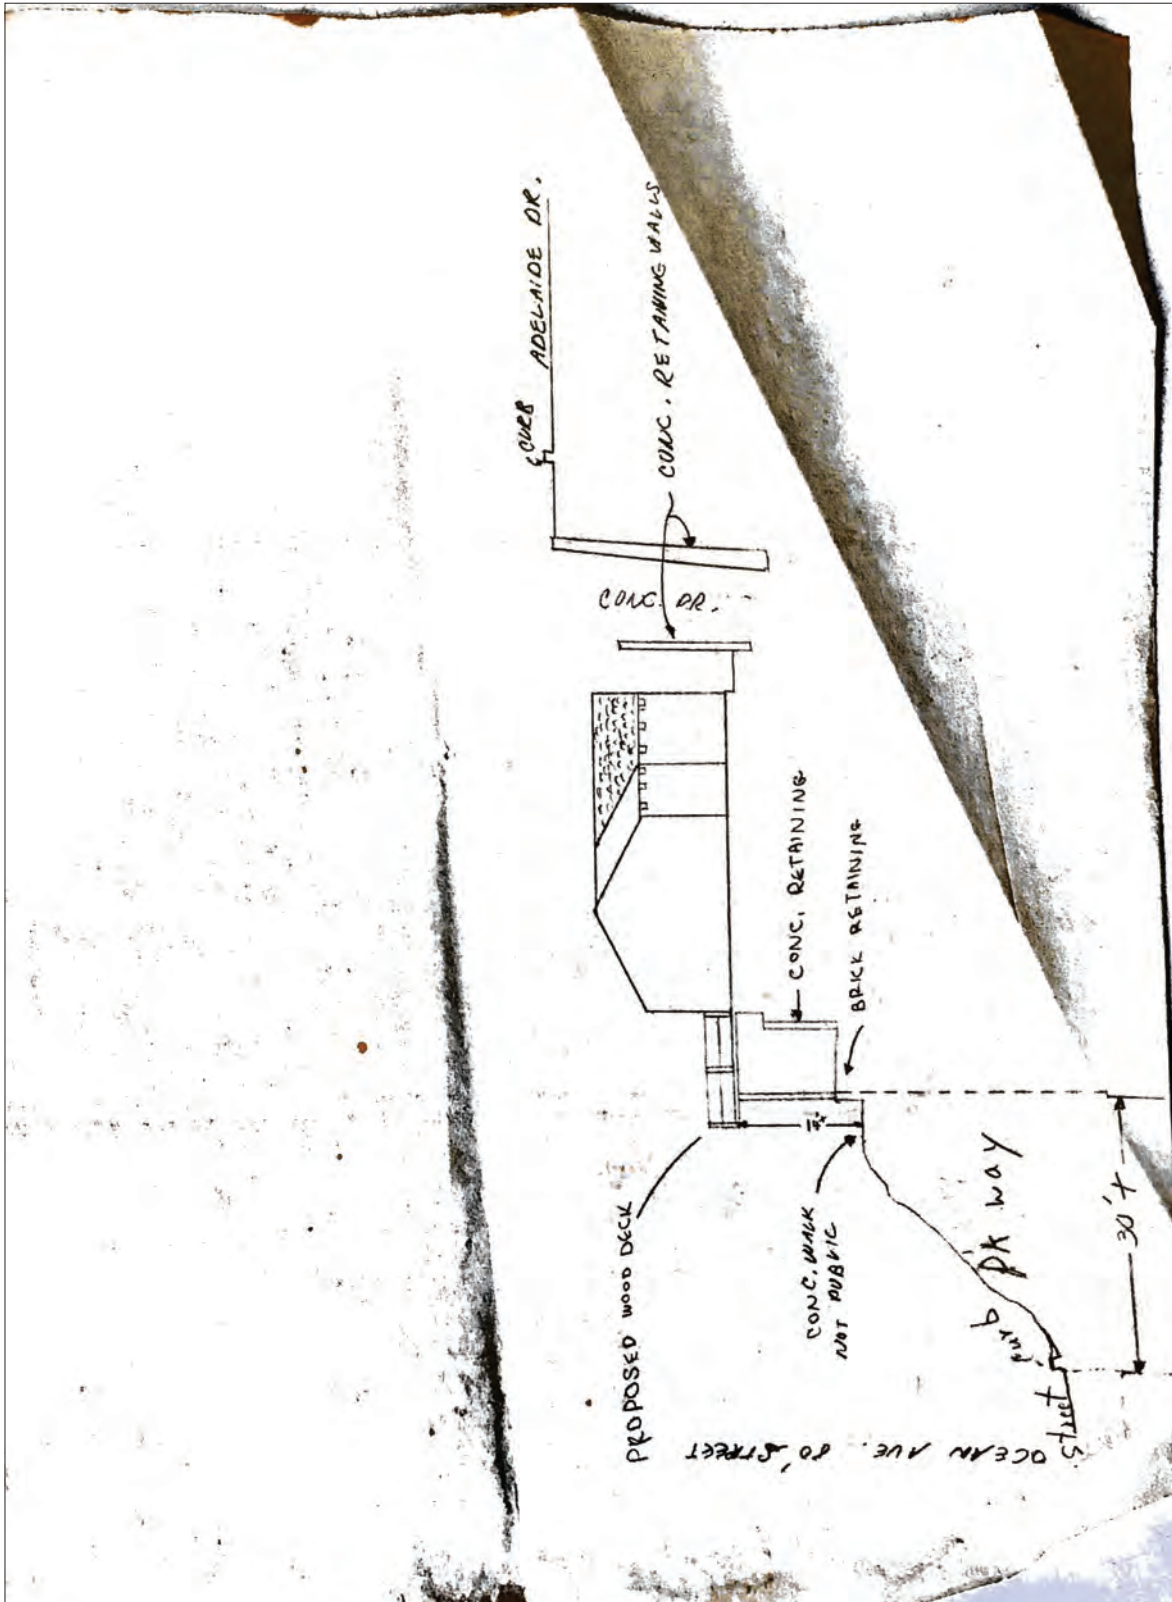 ADELAIDE DR.
CURB
CONC. RETAINING WALLS
CONC. DR.
CONC. RETAINING
BRICK RETAINING
PROPOSED WOOD DECK
CONC. WALK
NOT PUBLIC
curb
pk way
30'±
street
OCEAN AVE. 80' STREET